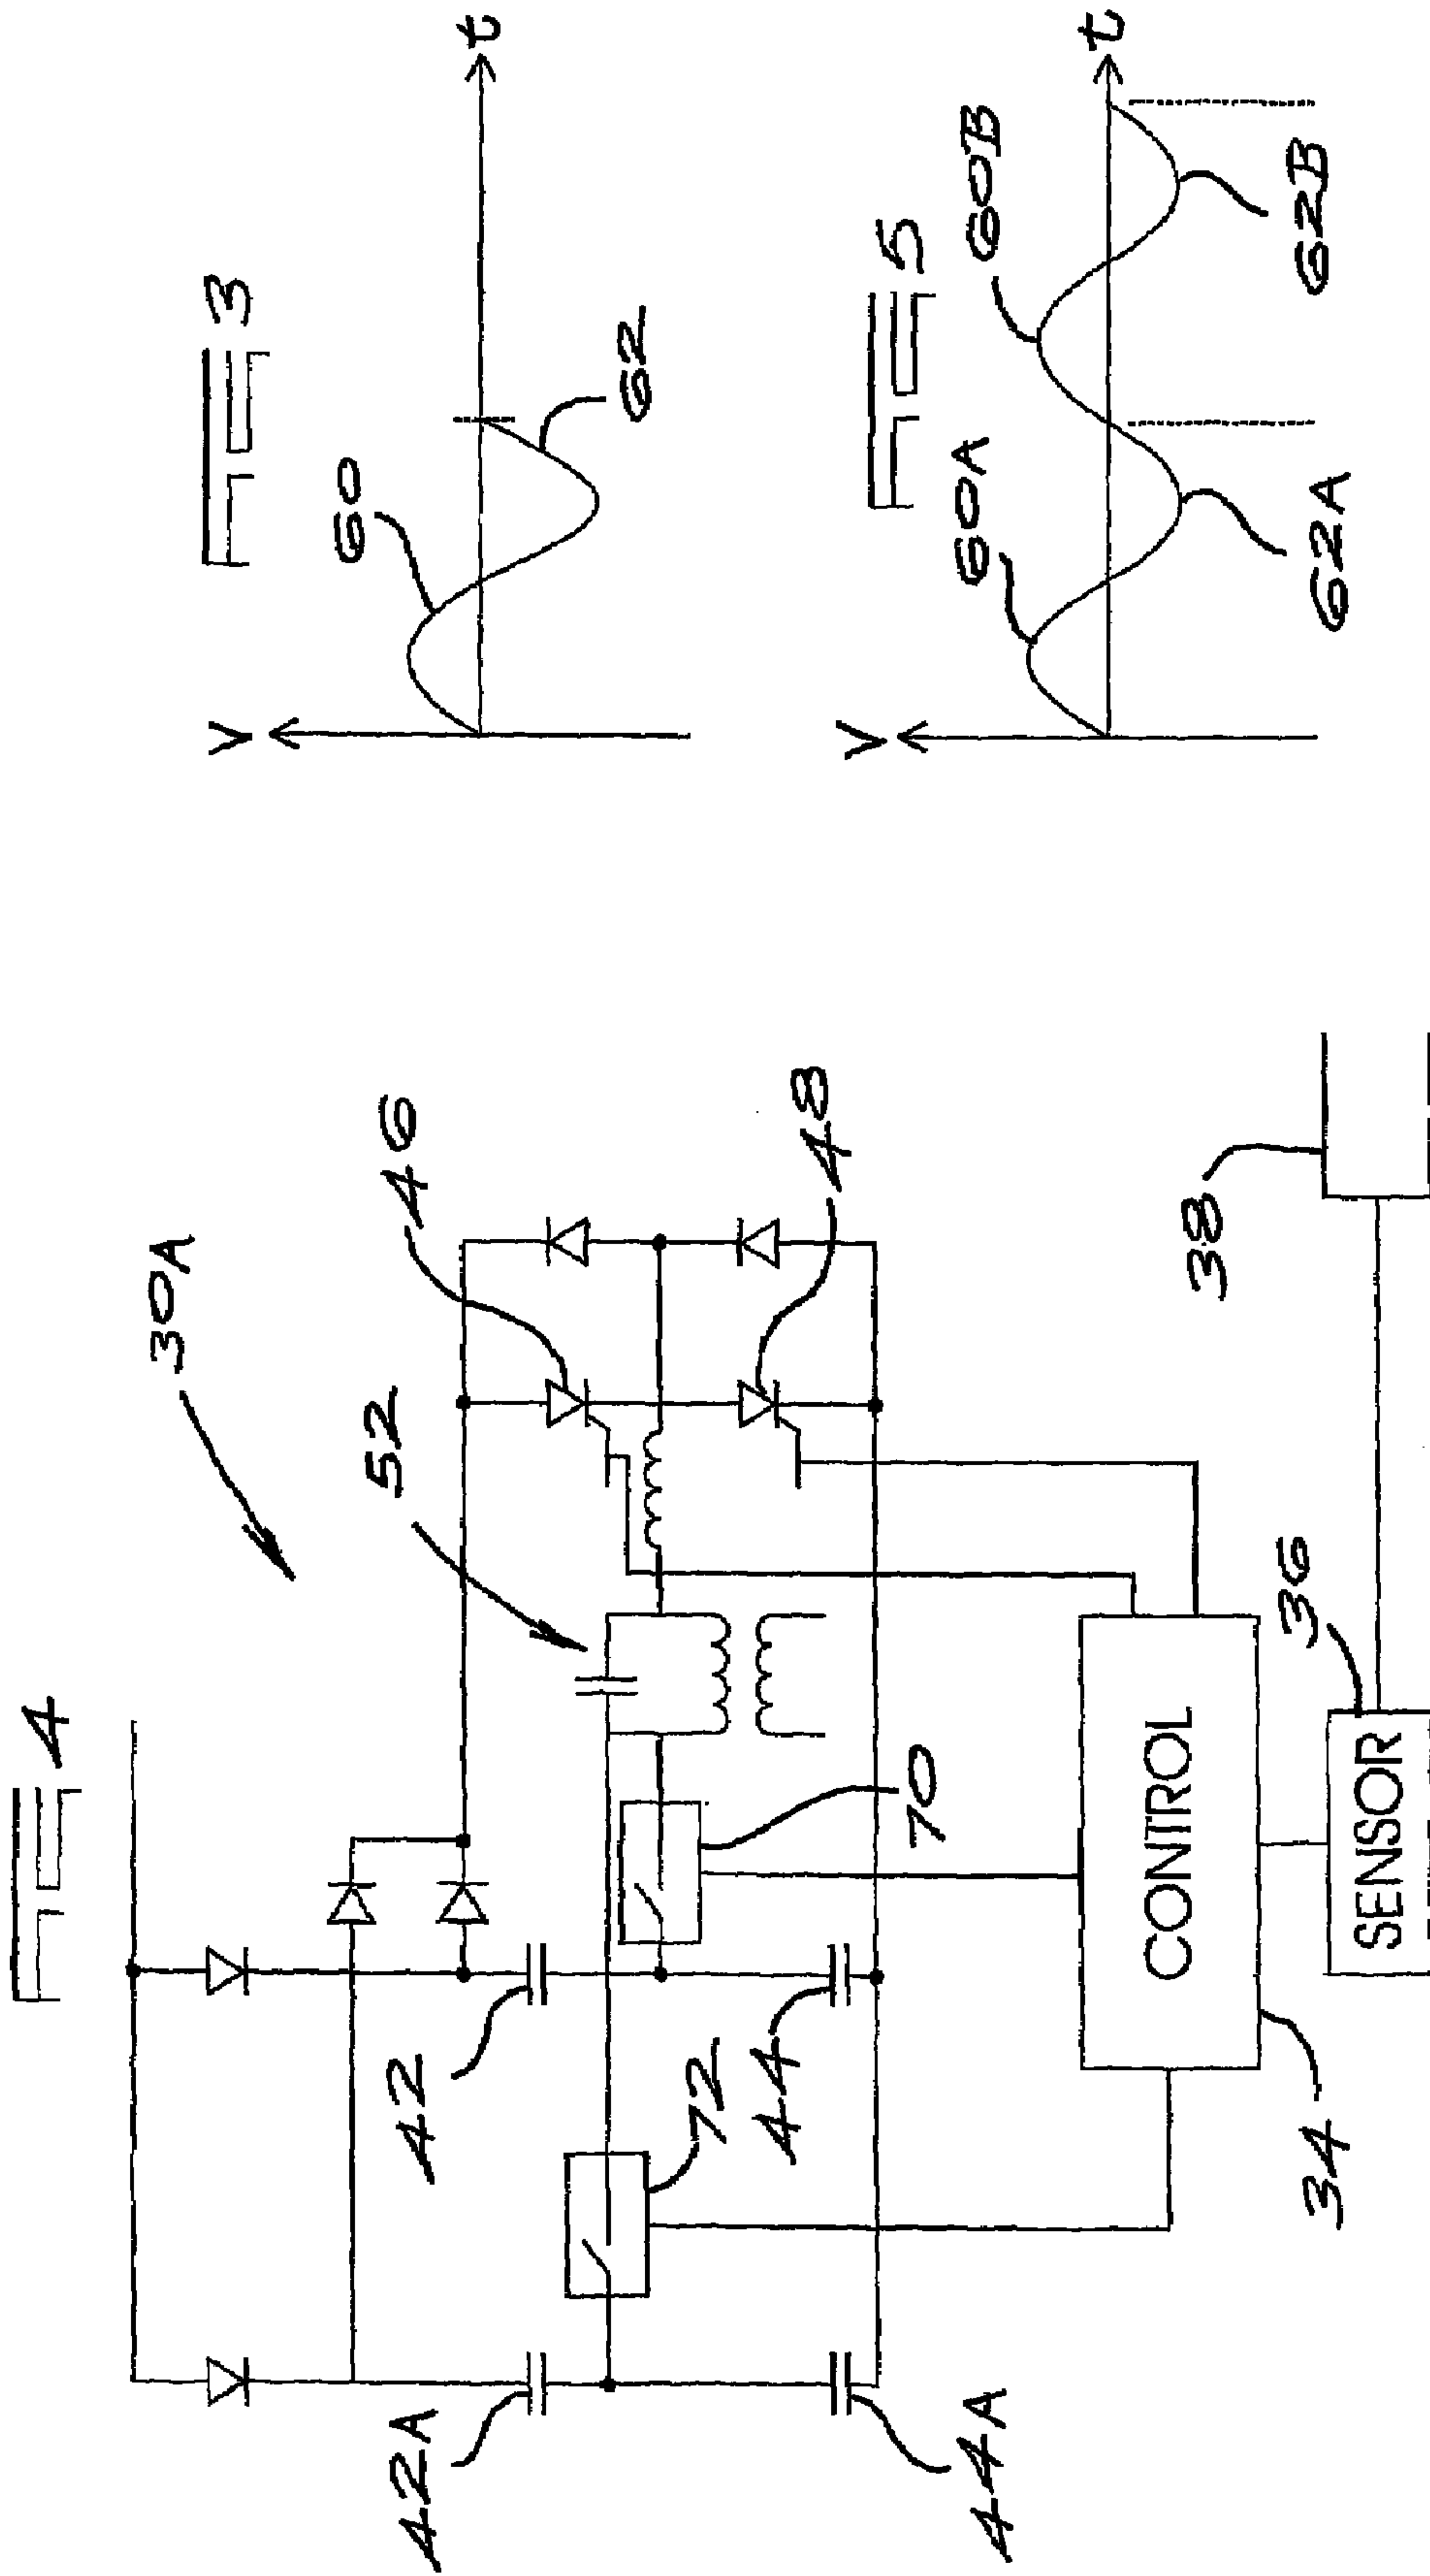 FIG 4
30A
42A
42
52
46
72
70
44
44A
48
34
CONTROL
36
SENSOR
38
FIG 3
V
60
62
t
FIG 5
V
60A
60B
t
62A
62B